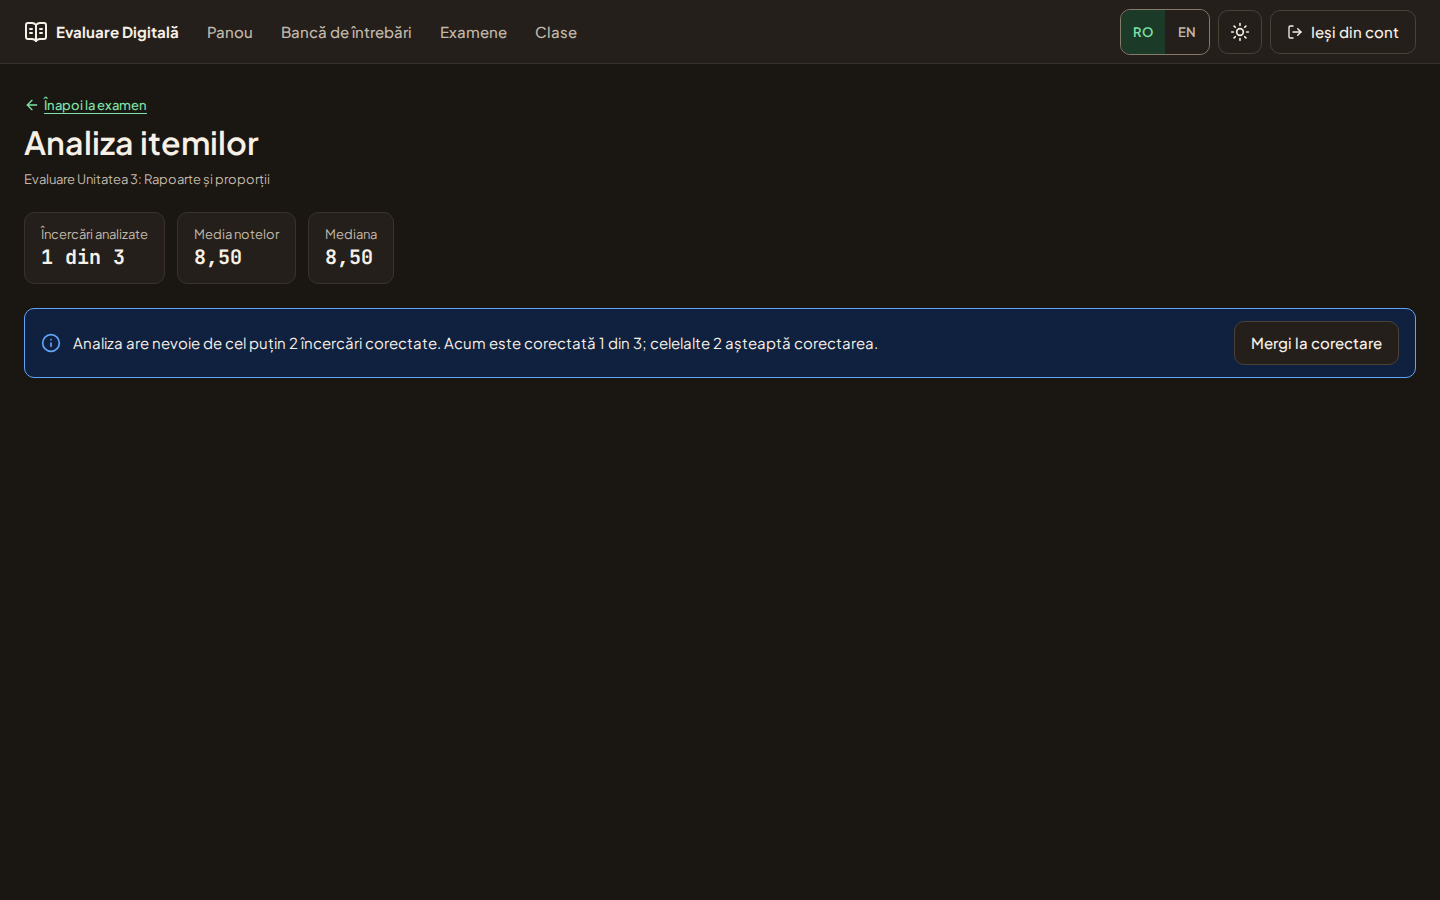 Evaluare Digitală Panou Bancă de întrebări Examene Clase RO EN Ieși din cont
Înapoi la examen
Analiza itemilor
Evaluare Unitatea 3: Rapoarte și proporții
Încercări analizate Media notelor Mediana
1 din 3 8,50 8,50
Analiza are nevoie de cel puțin 2 încercări corectate. Acum este corectată 1 din 3; celelalte 2 așteaptă corectarea. Mergi la corectare